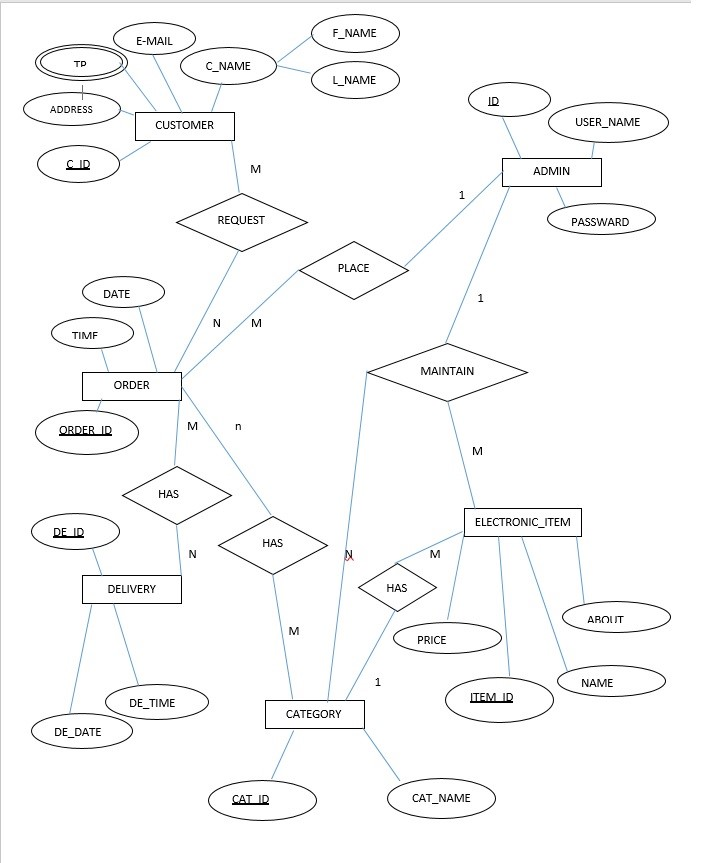 F_NAME
E-MAIL
TP
C_NAME
L_NAME
ADDRESS
ID
USER_NAME
CUSTOMER
C_ID
M
ADMIN
1
REQUEST
PASSWARD
PLACE
DATE
1
N
M
TIME
MAINTAIN
ORDER
M
n
ORDER_ID
M
HAS
ELECTRONIC_ITEM
DE_ID
HAS
N
N
M
DELIVERY
HAS
ABOUT
M
PRICE
1
NAME
ITEM_ID
DE_TIME
CATEGORY
DE_DATE
CAT_ID
CAT_NAME